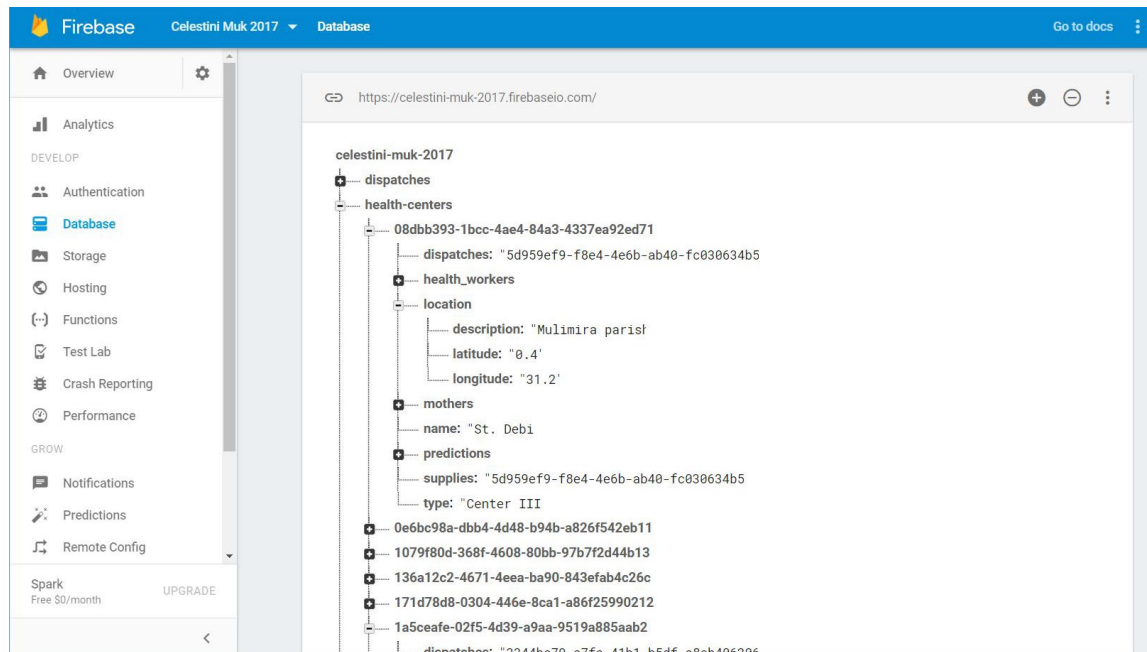 Firebase
Celestini Muk 2017
Database
Go to docs
Overview
Analytics
DEVELOP
Authentication
Database
Storage
Hosting
Functions
Test Lab
Crash Reporting
Performance
GROW
Notifications
Predictions
Remote Config
Spark
Free $0/month
UPGRADE
https://celestini-muk-2017.firebaseio.com/
celestini-muk-2017
dispatches
health-centers
08dbb393-1bcc-4ae4-84a3-4337ea92ed71
dispatches: "5d959ef9-f8e4-4e6b-ab40-fc030634b5
health_workers
location
description: "Mulimira parish
latitude: "0.4'
longitude: "31.2'
mothers
name: "St. Debi
predictions
supplies: "5d959ef9-f8e4-4e6b-ab40-fc030634b5
type: "Center III
0e6bc98a-dbb4-4d48-b94b-a826f542eb11
1079f80d-368f-4608-80bb-97b7f2d44b13
136a12c2-4671-4eea-ba90-843efab4c26c
171d78d8-0304-446e-8ca1-a86f25990212
1a5ceafe-02f5-4d39-a9aa-9519a885aab2
dispatches: